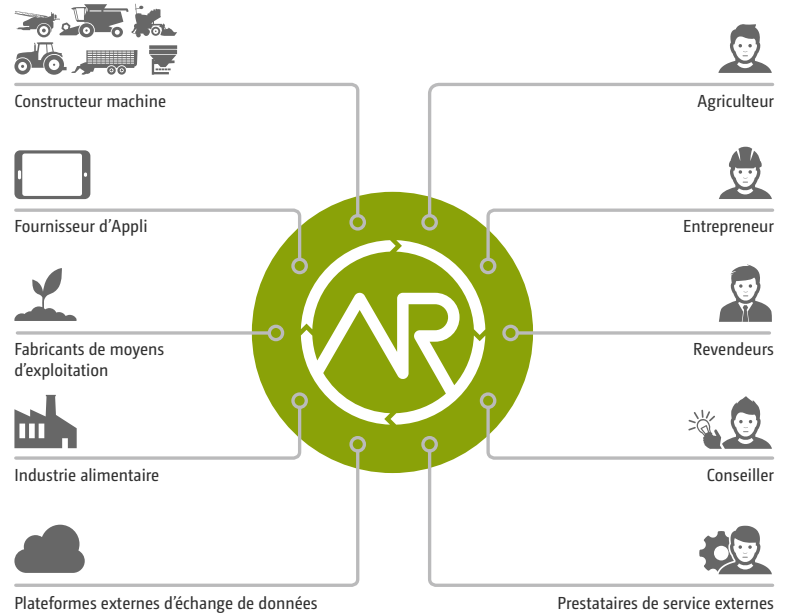 Constructeur machine
Agriculteur
Fournisseur d'Appli
Entrepreneur
AR
Fabricants de moyens
d'exploitation
Revendeurs
Industrie alimentaire
Conseiller
Plateformes externes d'échange de données
Prestataires de service externes